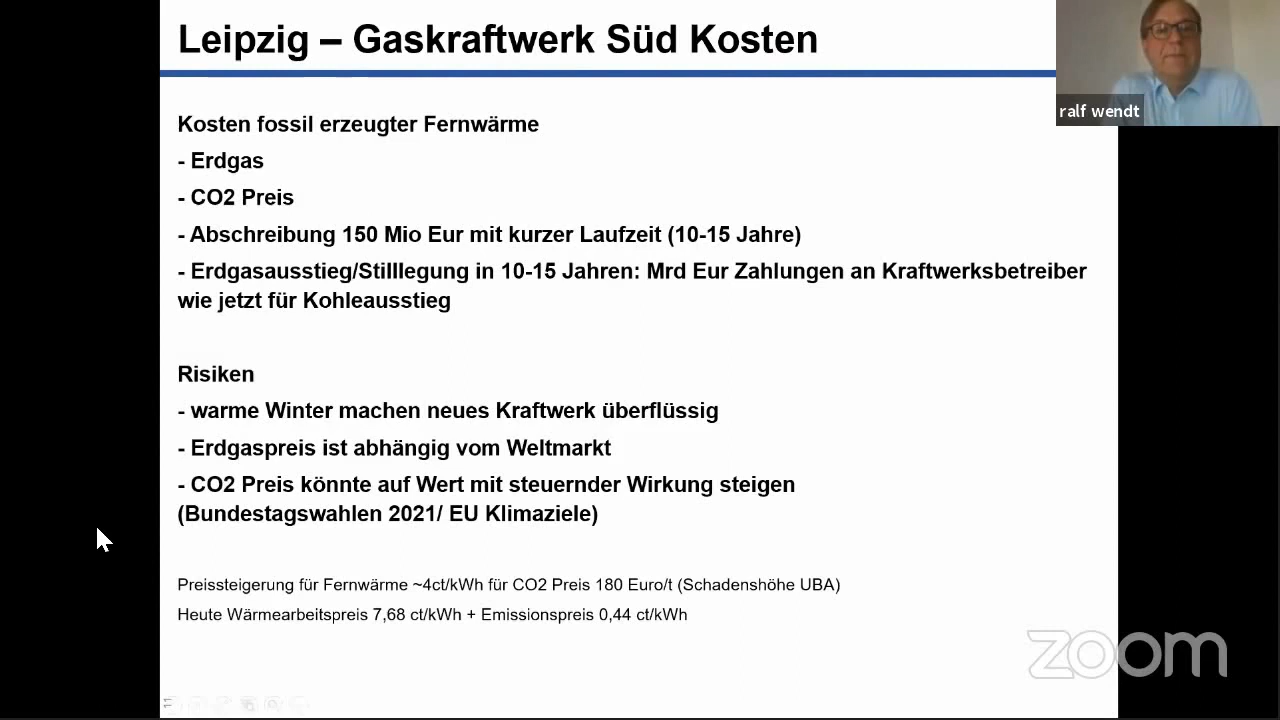 Leipzig – Gaskraftwerk Süd Kosten
ralf wendt
Kosten fossil erzeugter Fernwärme
- Erdgas
- CO2 Preis
- Abschreibung 150 Mio Eur mit kurzer Laufzeit (10-15 Jahre)
- Erdgasausstieg/Stilllegung in 10-15 Jahren: Mrd Eur Zahlungen an Kraftwerksbetreiber
wie jetzt für Kohleausstieg
Risiken
- warme Winter machen neues Kraftwerk überflüssig
- Erdgaspreis ist abhängig vom Weltmarkt
- CO2 Preis könnte auf Wert mit steuernder Wirkung steigen
(Bundestagswahlen 2021/ EU Klimaziele)
Preissteigerung für Fernwärme ~4ct/kWh für CO2 Preis 180 Euro/t (Schadenshöhe UBA)
Heute Wärmearbeitspreis 7,68 ct/kWh + Emissionspreis 0,44 ct/kWh
zoom